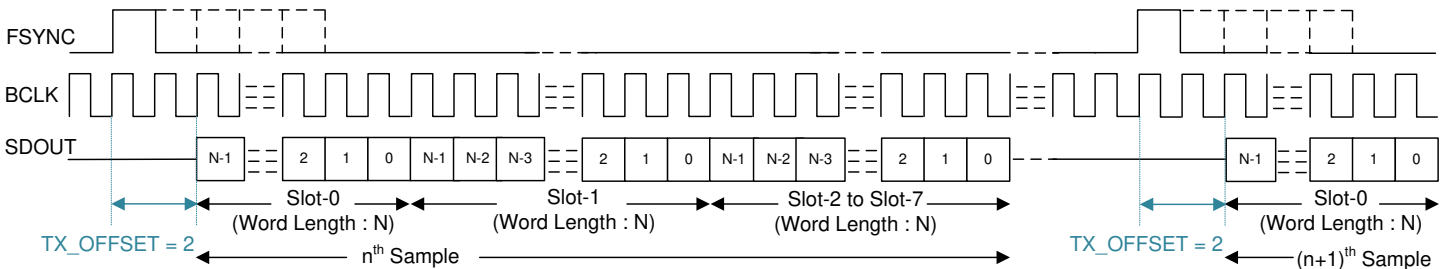 FSYNC
BCLK
SDOUT
N-1 2 1 0 N-1 N-2 N-3 2 1 0 N-1 N-2 N-3 2 1 0 N-1 2 1 0
Slot-0 Slot-1 Slot-2 to Slot-7 Slot-0
(Word Length : N) (Word Length : N) (Word Length : N) (Word Length : N)
TX_OFFSET = 2 nth Sample TX_OFFSET = 2 (n+1)th Sample